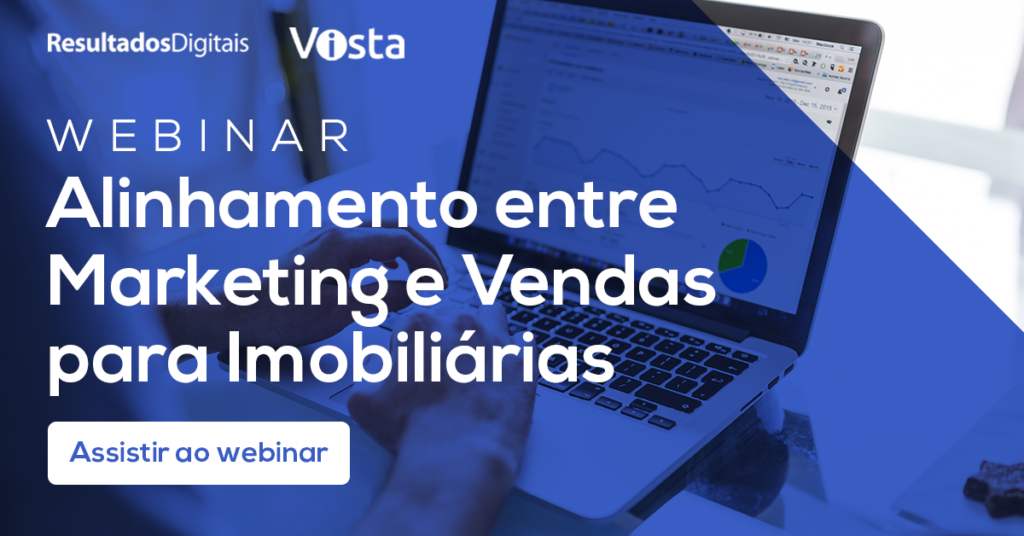 ResultadosDigitais
Vista
WEBINAR
Alinhamento entre
Marketing e Vendas
para Imobiliárias
Assistir ao webinar